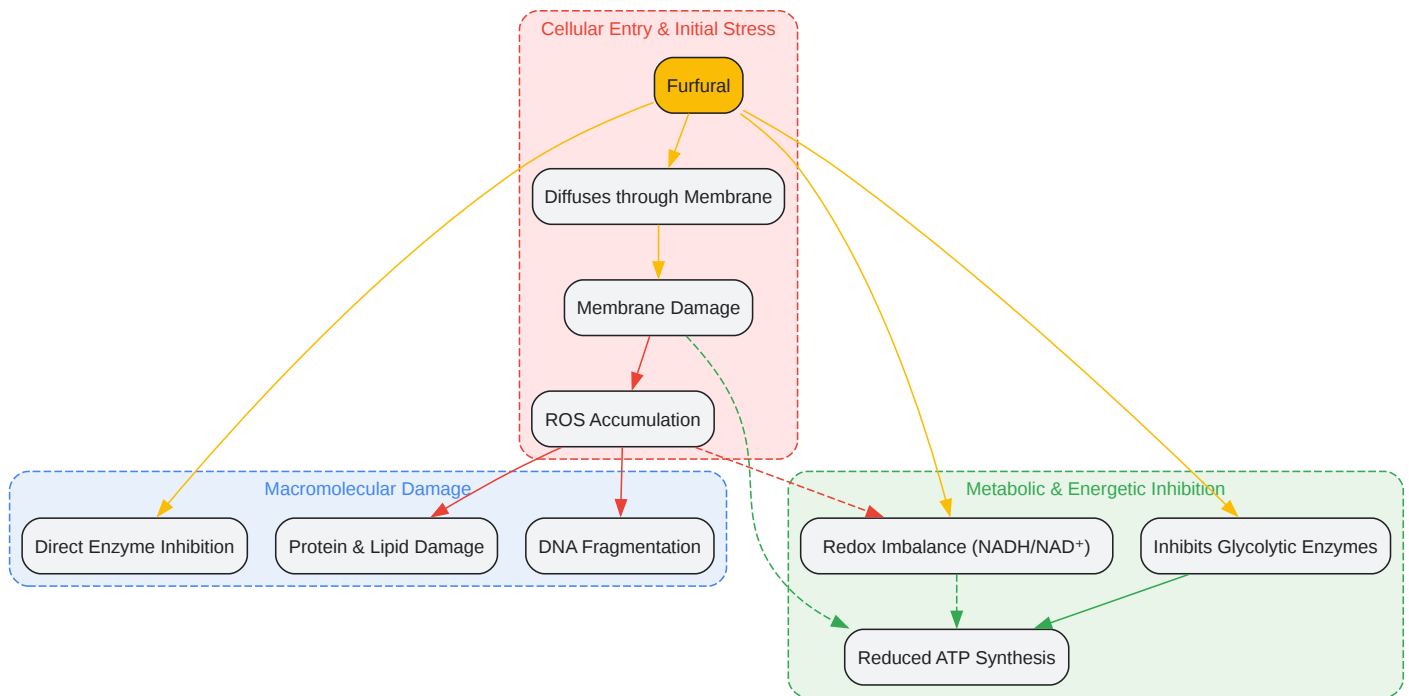 Cellular Entry & Initial Stress
Furfural
Diffuses through Membrane
Membrane Damage
ROS Accumulation
Macromolecular Damage
Direct Enzyme Inhibition
Protein & Lipid Damage
DNA Fragmentation
Metabolic & Energetic Inhibition
Redox Imbalance (NADH/NAD⁺)
Inhibits Glycolytic Enzymes
Reduced ATP Synthesis